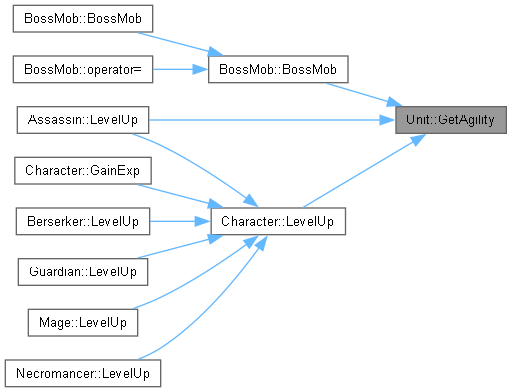 BossMob::BossMob
BossMob::operator=
BossMob::BossMob
Assassin::LevelUp
Unit::GetAgility
Character::GainExp
Berserker::LevelUp
Character::LevelUp
Guardian::LevelUp
Mage::LevelUp
Necromancer::LevelUp